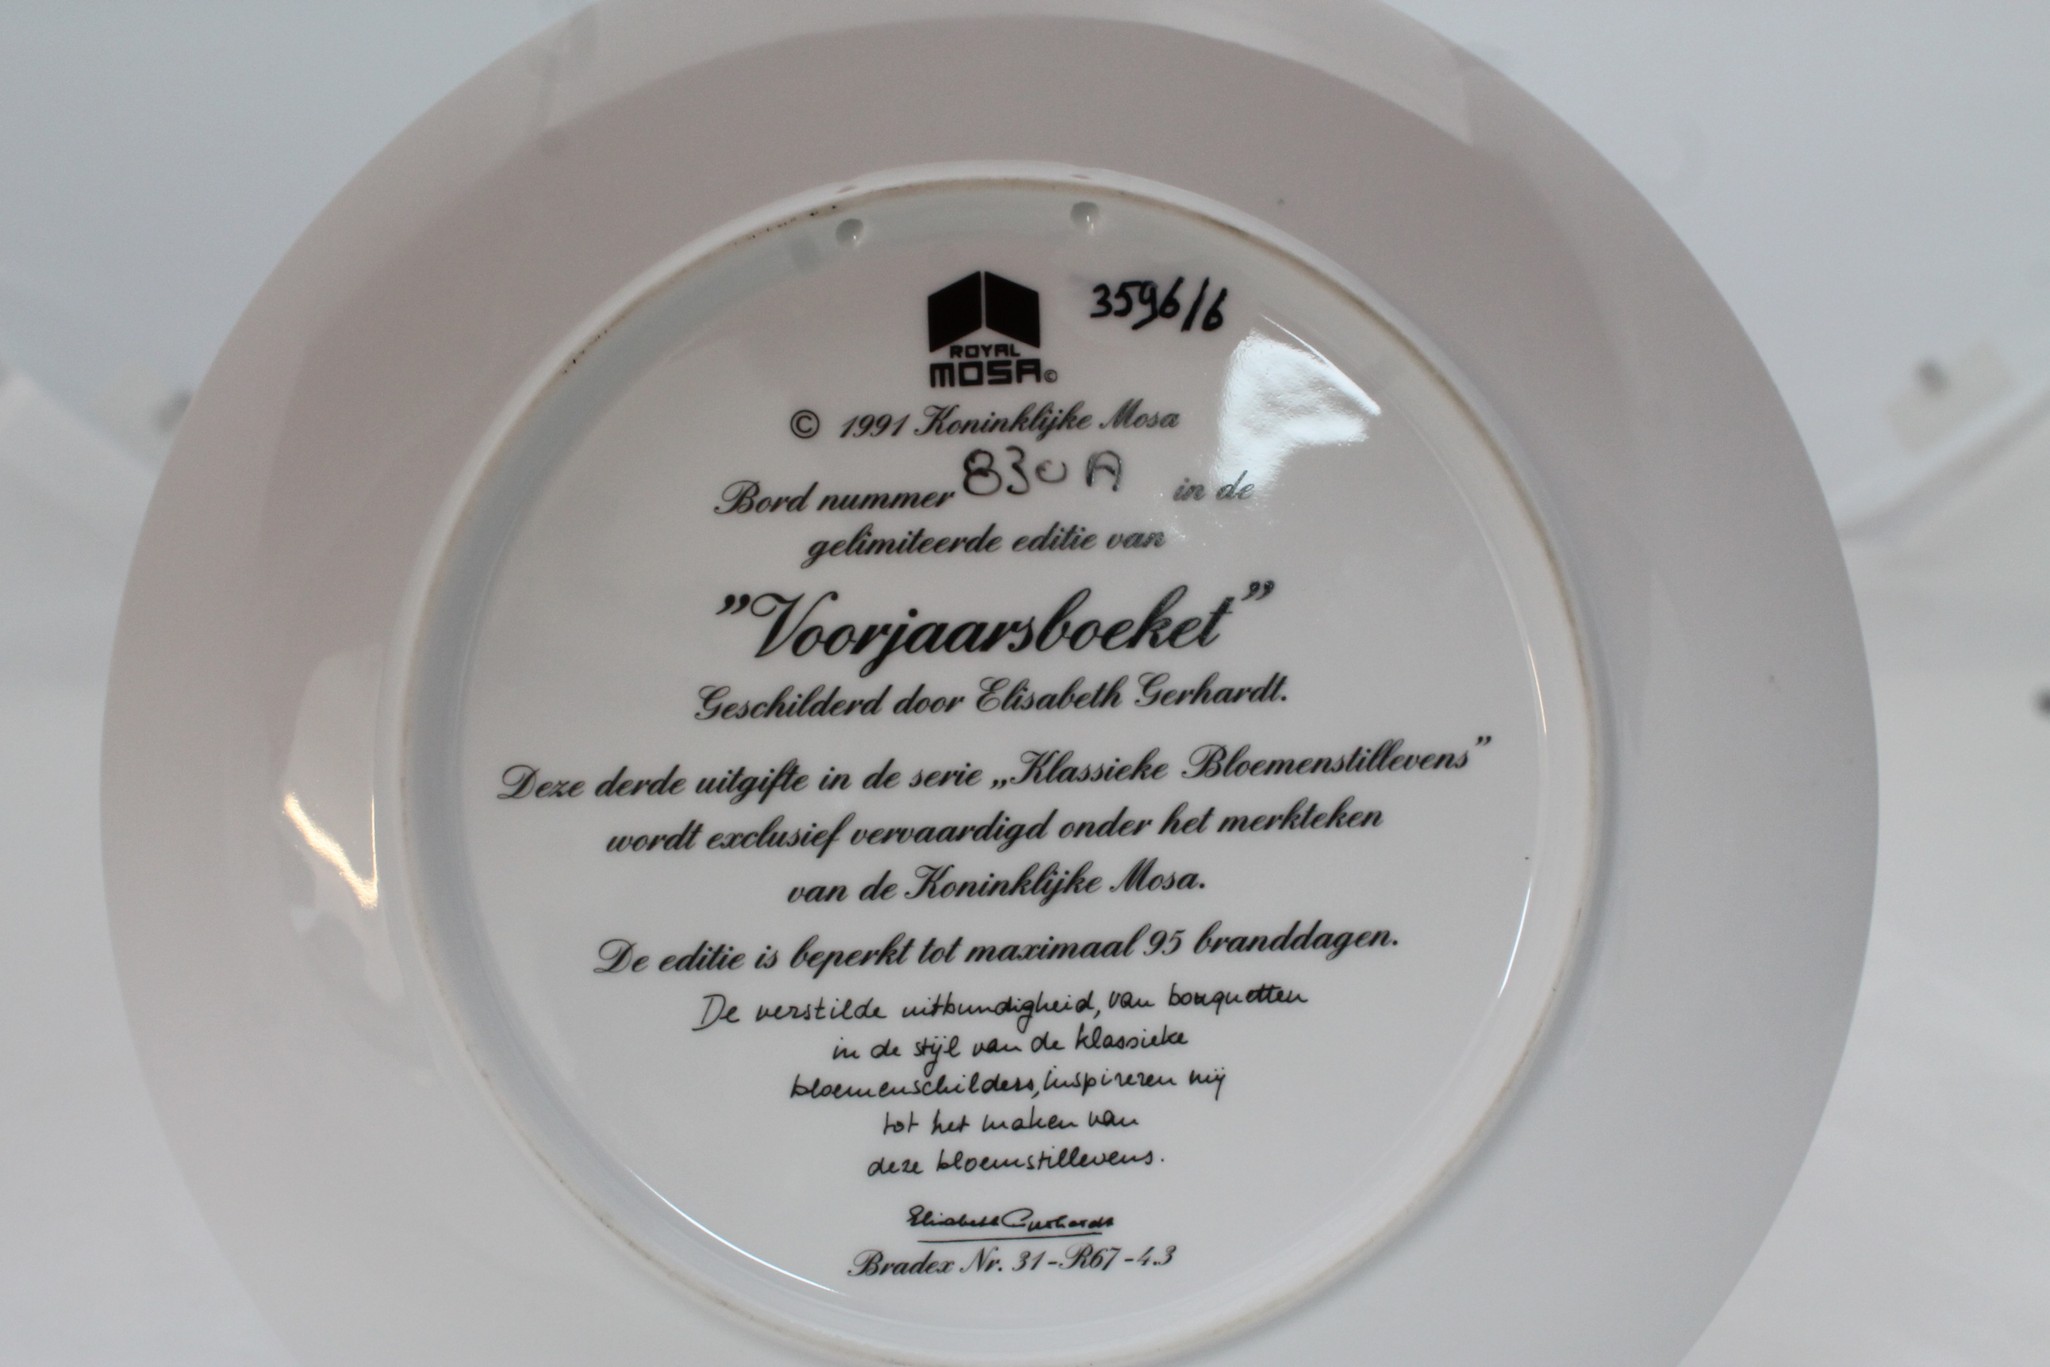 3596/6
ROYAL
MOSA©
© 1991 Koninklijke Mosa
Bord nummer 830 A in de
gelimiteerde editie van
"Voorjaarsboeket"
Geschilderd door Elisabeth Gerhardt.
Deze derde uitgifte in de serie „Klassieke Bloemenstillevens"
wordt exclusief vervaardigd onder het merkteken
van de Koninklijke Mosa.
De editie is beperkt tot maximaal 95 branddagen.
De verstilde uitbundigheid, van bouquetten
in de stijl van de klassieke
bloemenschilders, inspireren mij
tot het maken van
deze bloemstillevens.
Elisabeth Gerhardt
Bradex Nr. 31-R67-4.3